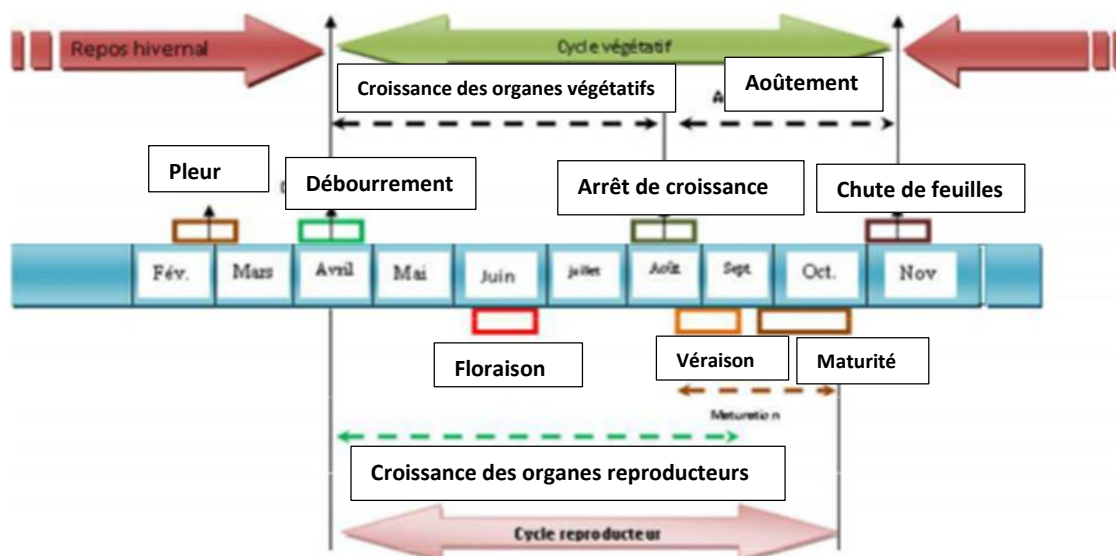 Repos hivernal
Cycle végétatif
Croissance des organes végétatifs
Aoûtement
Pleur
Débourrement
Arrêt de croissance
Chute de feuilles
Fév.
Mars
Avril
Mai
Juin
juillet
Août
Sept.
Oct.
Nov
Floraison
Véraison
Maturité
Maturation
Croissance des organes reproducteurs
Cycle reproducteur